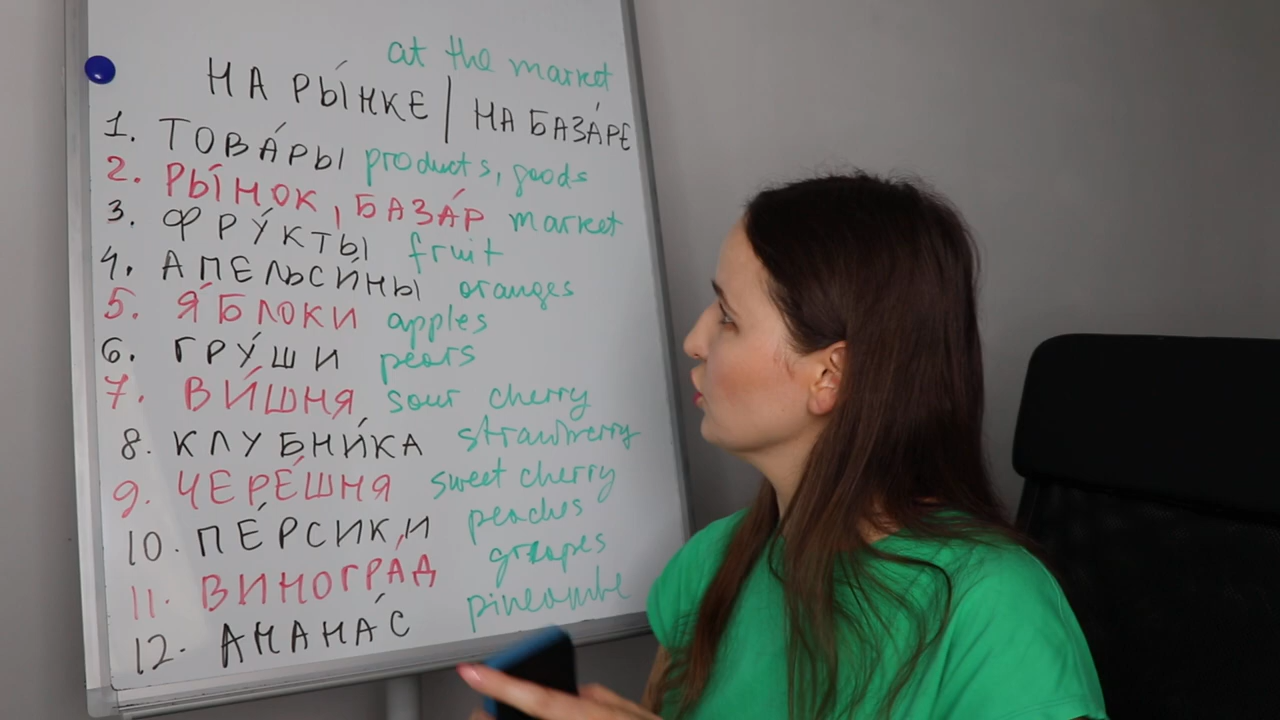 at the market
НА РЫ́НКЕ | НА БАЗА́РЕ
1. ТОВА́РЫ products, goods
2. РЫ́НОК, БАЗА́Р market
3. ФРУ́КТЫ fruit
4. АПЕЛЬСИ́НЫ oranges
5. Я́БЛОКИ apples
6. ГРУ́ШИ pears
7. ВИ́ШНЯ sour cherry
8. КЛУБНИ́КА strawberry
9. ЧЕРЕ́ШНЯ sweet cherry
10. ПЕ́РСИКИ peaches
11. ВИНОГРА́Д grapes
12. АНАНА́С